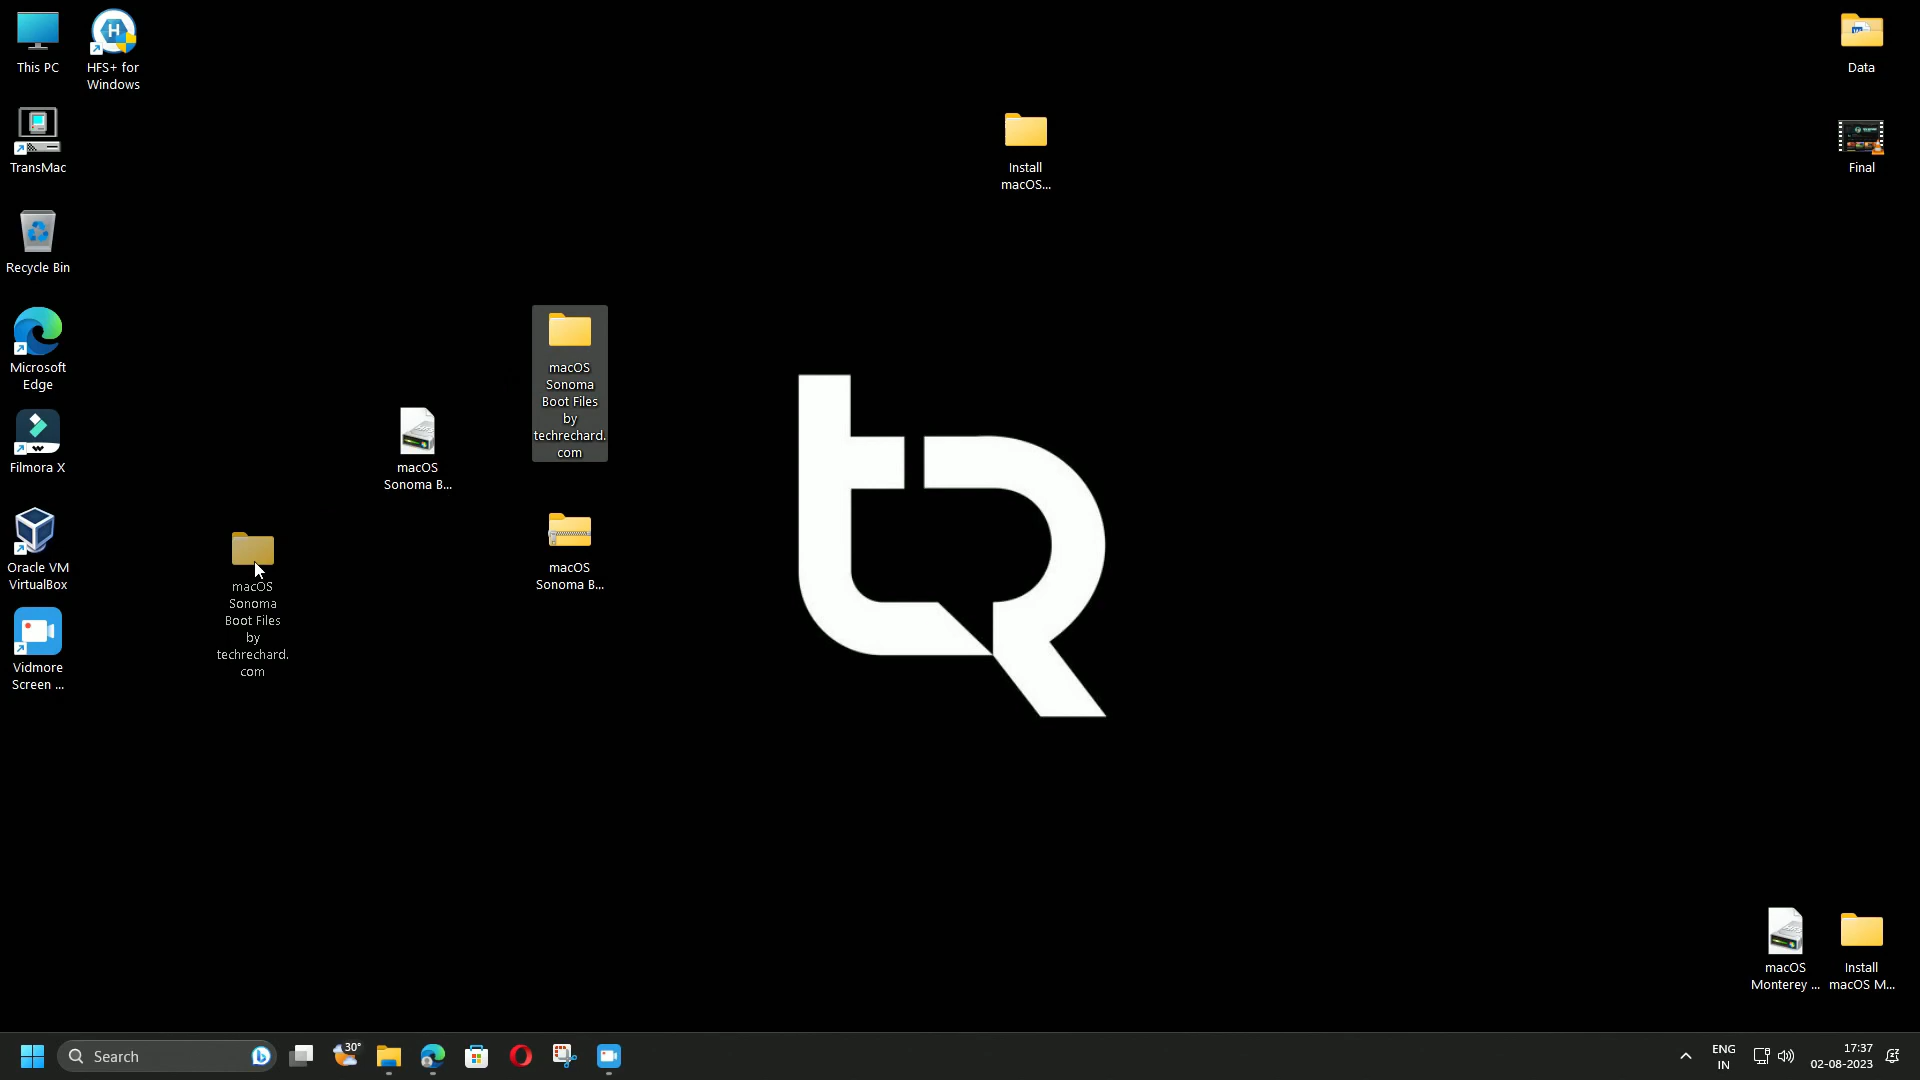 This PC
HFS+ for
Windows
TransMac
Recycle Bin
Microsoft
Edge
Filmora X
Oracle VM
VirtualBox
Vidmore
Screen ...
Install
macOS...
Data
Final
macOS
Sonoma
Boot Files
by
techrechard.
com
macOS
Sonoma B...
macOS
Sonoma B...
macOS
Sonoma
Boot Files
by
techrechard.
com
tR
macOS
Monterey ...
Install
macOS M...
Search
30°
ENG
IN
17:37
02-08-2023